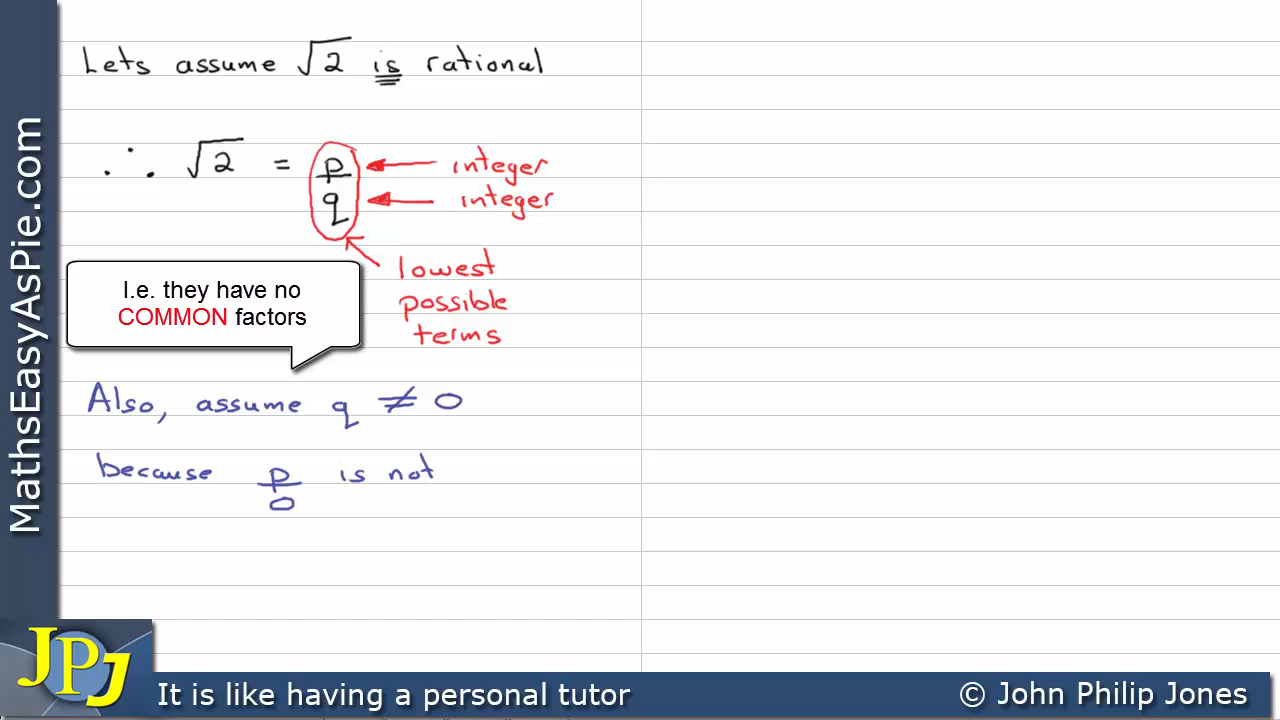 Lets assume √2 is rational
∴ √2 = p/q
integer
integer
lowest
possible
terms
I.e. they have no
COMMON factors
Also, assume q ≠ 0
because p/0 is not
MathsEasyAsPie.com
JPJ
It is like having a personal tutor
© John Philip Jones